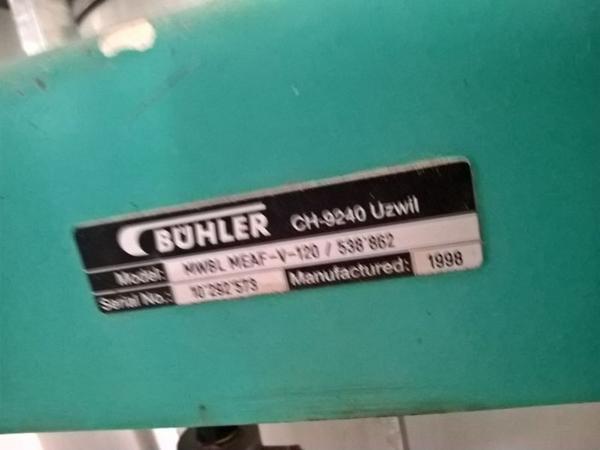 BÜHLER CH-9240 Uzwil
Model: MWBL MEAF-V-120 / 538'862
Serial No.: 10'292'573 Manufactured: 1998